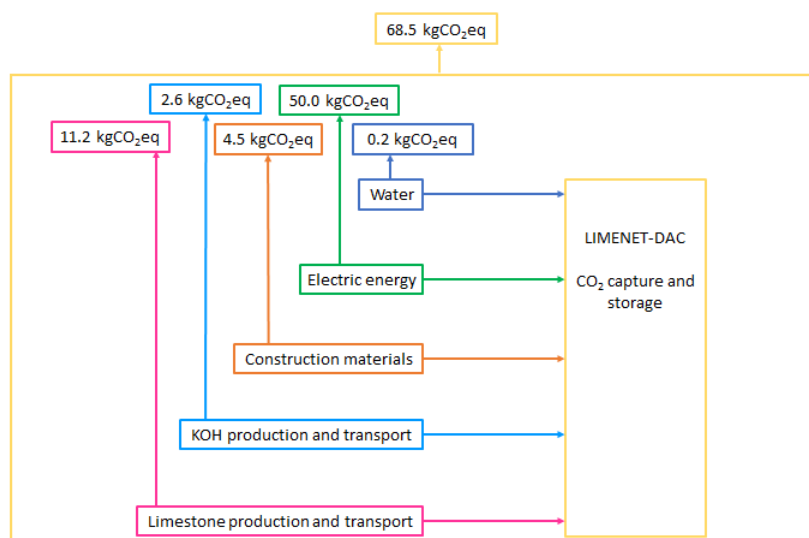 68.5 kgCO₂eq
2.6 kgCO₂eq
50.0 kgCO₂eq
11.2 kgCO₂eq
4.5 kgCO₂eq
0.2 kgCO₂eq
Water
LIMENET-DAC
Electric energy
CO₂ capture and
storage
Construction materials
KOH production and transport
Limestone production and transport